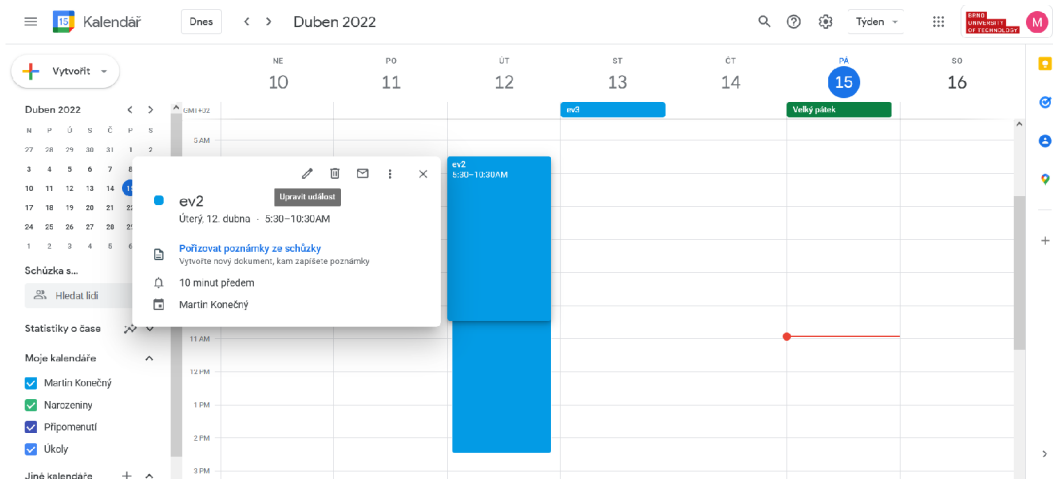 15
Kalendář
Dnes
Duben 2022
Týden
BRNO
UNIVERSITY
OF TECHNOLOGY
M
Vytvořit
NE PO ÚT ST ČT PÁ SO
10 11 12 13 14 15 16
GMT+02
ev3
Velký pátek
Duben 2022
N P Ú S Č P S
27 28 29 30 31 1 2
3 4 5 6 7 8
10 11 12 13 14 15
17 18 19 20 21 22
24 25 26 27 28 29
1 2 3 4 5 6
5 AM
ev2
5:30–10:30AM
Upravit událost
ev2
Úterý, 12. dubna · 5:30–10:30AM
Pořizovat poznámky ze schůzky
Vytvořte nový dokument, kam zapíšete poznámky
10 minut předem
Martin Konečný
Schůzka s...
Hledat lidi
Statistiky o čase
Moje kalendáře
Martin Konečný
Narozeniny
Připomenutí
Úkoly
Jiné kalendáře
11 AM
12 PM
1 PM
2 PM
3 PM